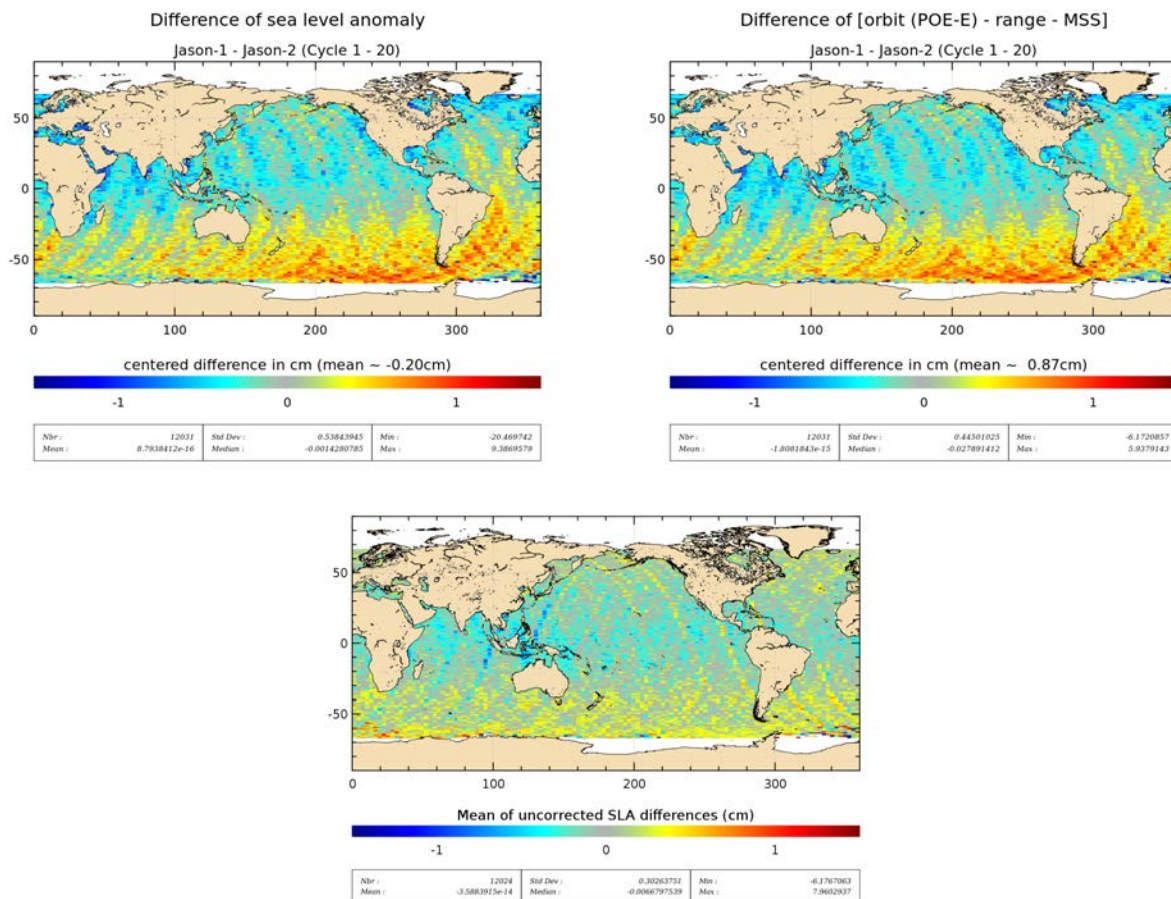 Difference of sea level anomaly
Jason-1 - Jason-2 (Cycle 1 - 20)
50
0
-50
0
100
200
300
centered difference in cm (mean ~ -0.20cm)
-1
0
1
Nbr : 12031 Std Dev : 0.53843945 Min : -20.469742
Mean : 8.7938412e-16 Median : -0.0014280785 Max : 9.3869579
Difference of [orbit (POE-E) - range - MSS]
Jason-1 - Jason-2 (Cycle 1 - 20)
50
0
-50
0
100
200
300
centered difference in cm (mean ~ 0.87cm)
-1
0
1
Nbr : 12031 Std Dev : 0.44501025 Min : -6.1720857
Mean : -1.8081843e-15 Median : -0.027891412 Max : 5.9379143
50
0
-50
0
100
200
300
Mean of uncorrected SLA differences (cm)
-1
0
1
Nbr : 12024 Std Dev : 0.30263751 Min : -6.1767063
Mean : -3.5883915e-14 Median : -0.0066797539 Max : 7.9602937